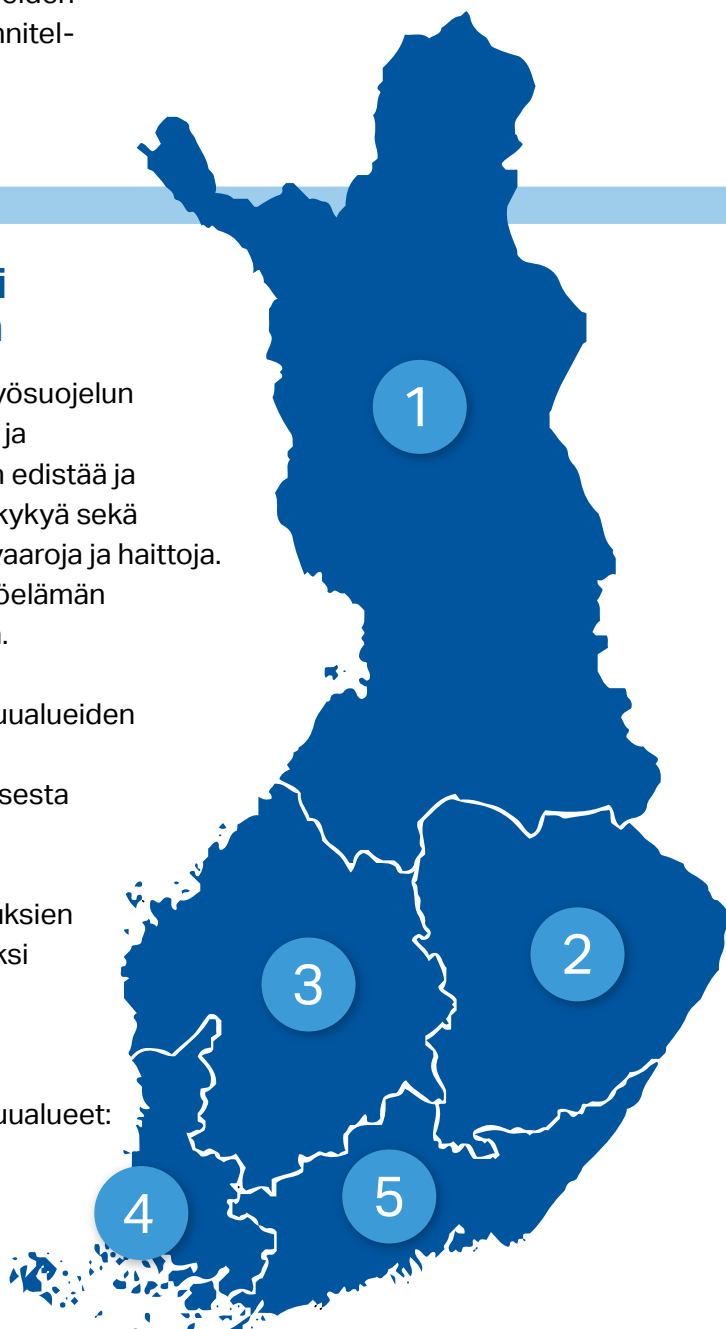 nnitel-
i
yösuojelun
ja
edistää ja
kykyä sekä
vaaroja ja haittoja.
öelämän
uualueiden
sesta
uksien
ksi
uualueet:
1
2
3
4
5